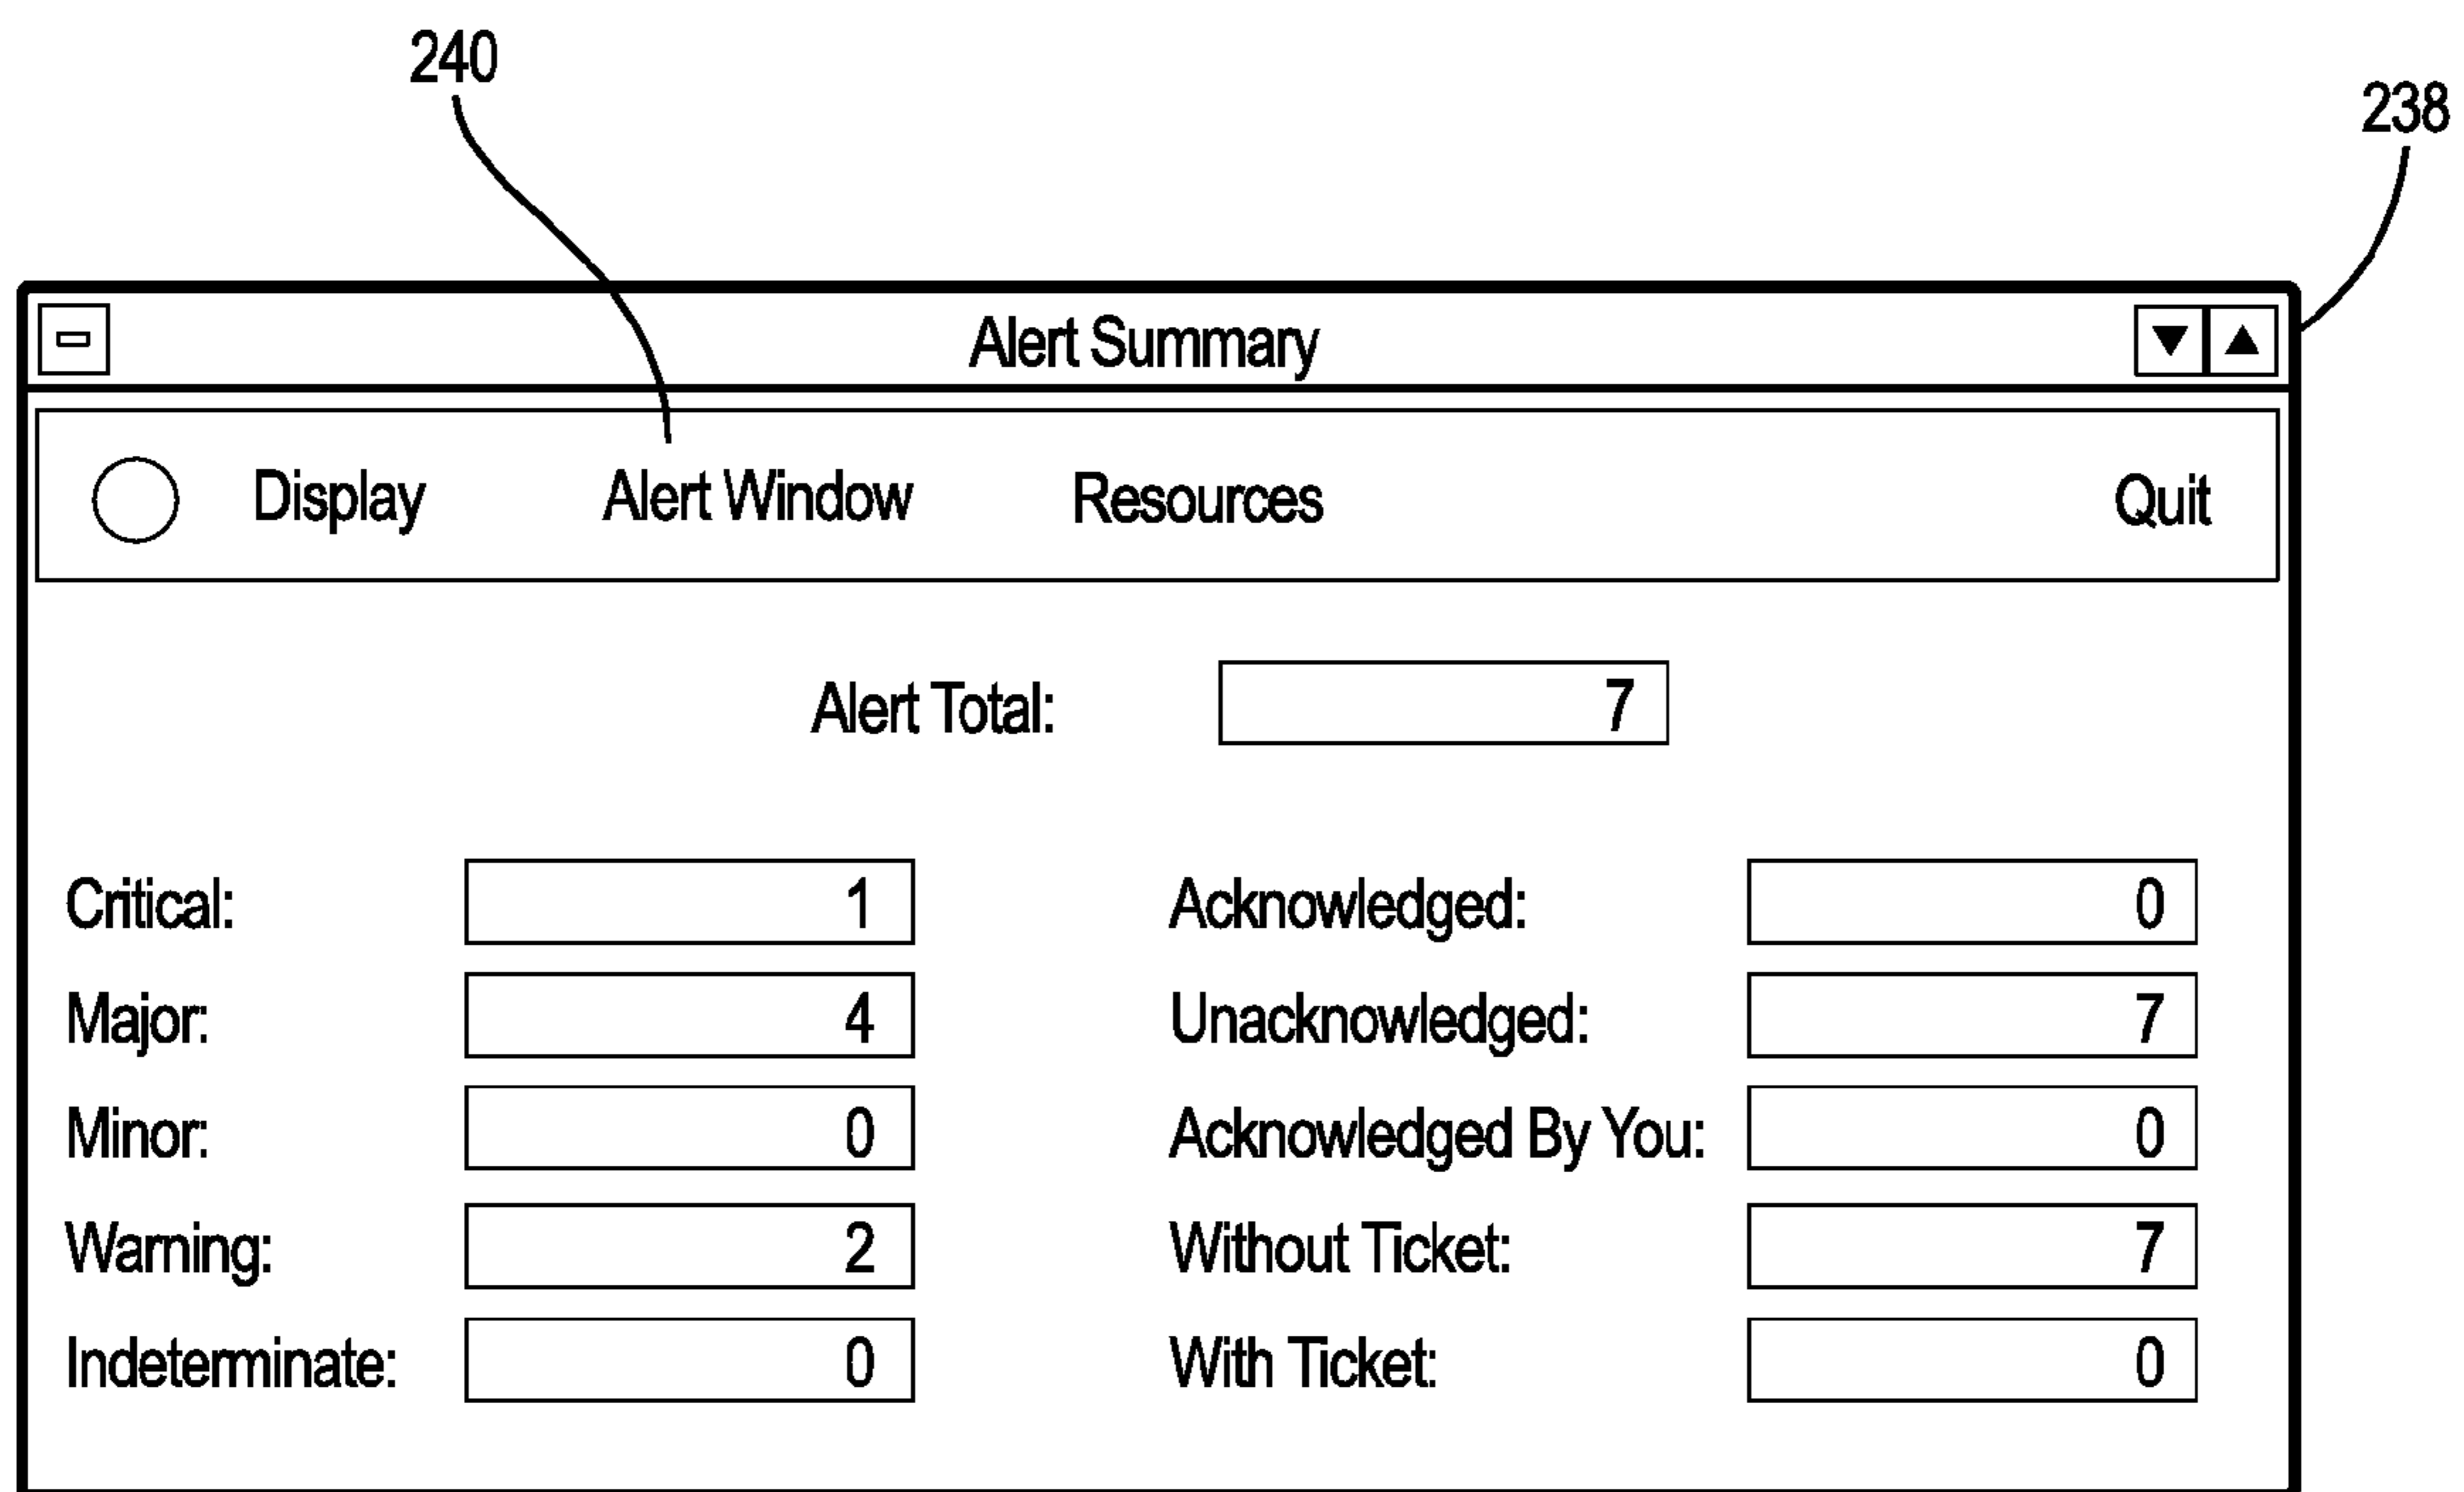 240
238
Alert Summary
Display Alert Window Resources Quit
Alert Total: 7
Critical: 1 Acknowledged: 0
Major: 4 Unacknowledged: 7
Minor: 0 Acknowledged By You: 0
Warning: 2 Without Ticket: 7
Indeterminate: 0 With Ticket: 0